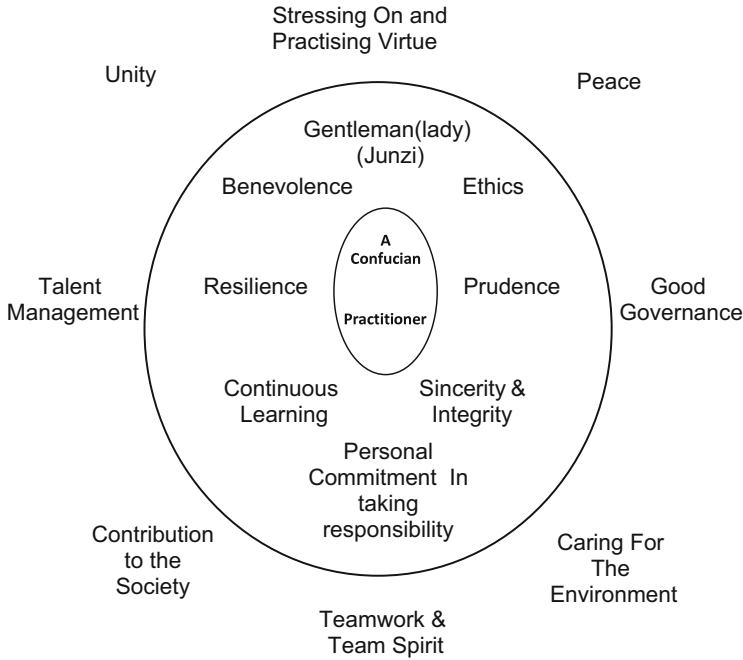 Stressing On and
Practising Virtue
Unity
Peace
Gentleman(lady)
(Junzi)
Benevolence
Ethics
A
Confucian
Practitioner
Resilience
Prudence
Talent
Management
Good
Governance
Continuous
Learning
Sincerity &
Integrity
Personal
Commitment In
taking
responsibility
Contribution
to the
Society
Caring For
The
Environment
Teamwork &
Team Spirit